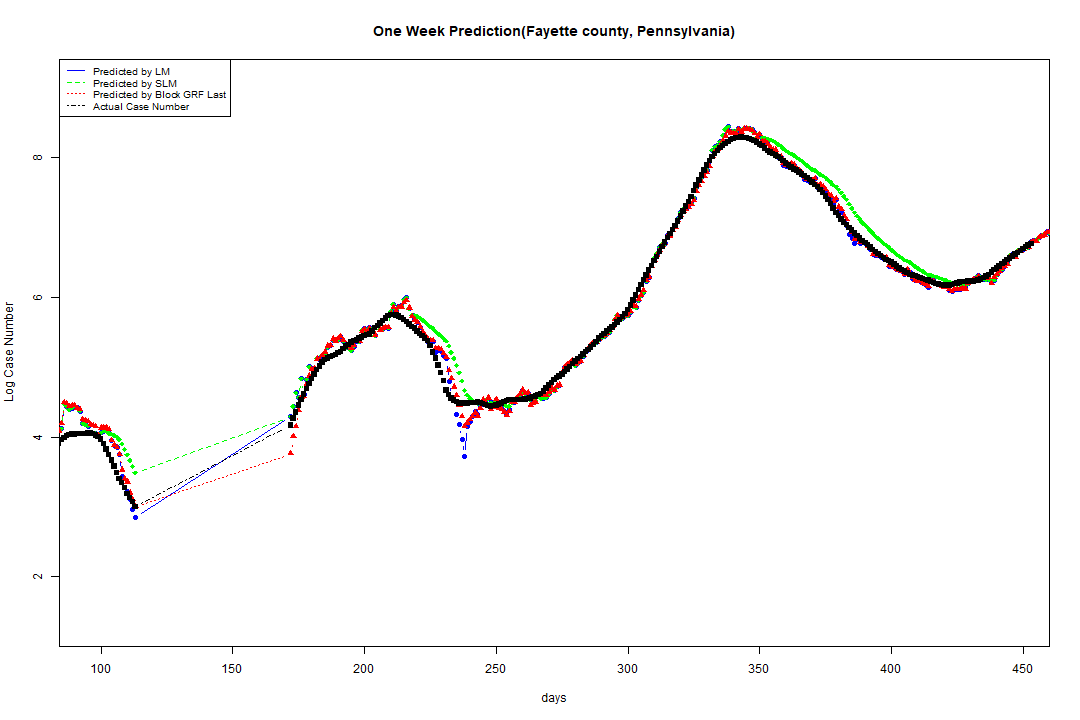 One Week Prediction(Fayette county, Pennsylvania)
Predicted by LM
Predicted by SLM
Predicted by Block GRF Last
Actual Case Number
8
6
4
2
Log Case Number
100 150 200 250 300 350 400 450
days